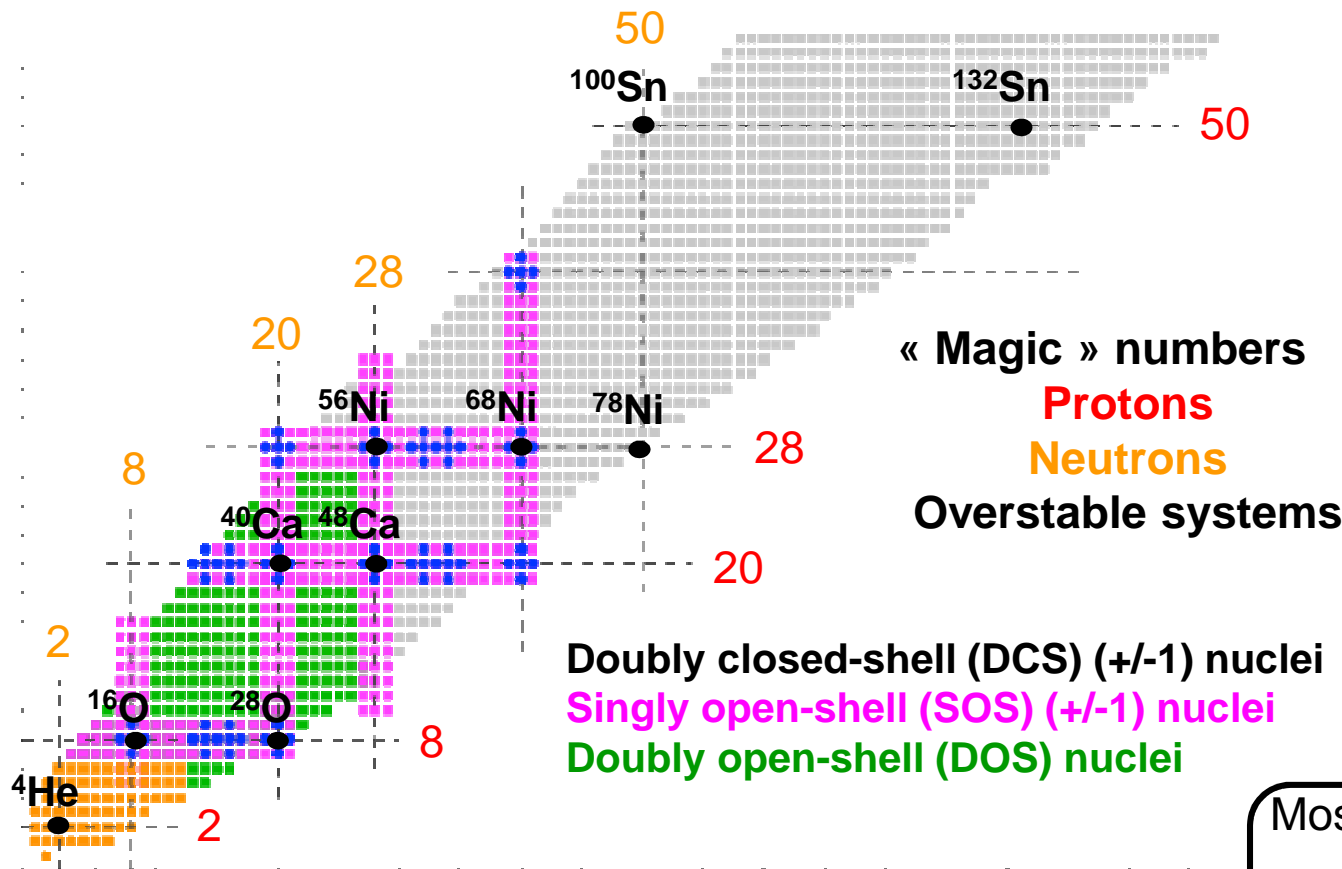 50
¹⁰⁰Sn
¹³²Sn
50
28
20
« Magic » numbers
Protons
Neutrons
Overstable systems
⁵⁶Ni
⁶⁸Ni
⁷⁸Ni
28
8
⁴⁰Ca
⁴⁸Ca
20
2
Doubly closed-shell (DCS) (+/-1) nuclei
Singly open-shell (SOS) (+/-1) nuclei
Doubly open-shell (DOS) nuclei
¹⁶O
²⁸O
8
⁴He
2
Mos